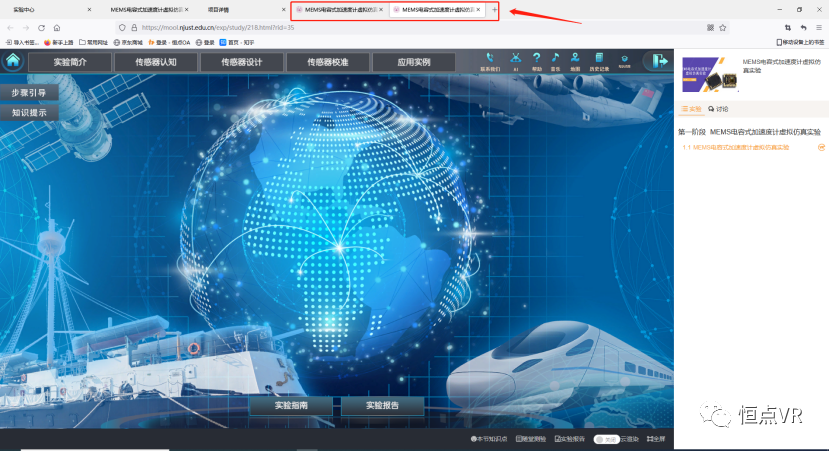 实验中心 × MEMS电容式加速度计虚拟仿真 × 项目详情 × MEMS电容式加速度计虚拟仿真 × MEMS电容式加速度计虚拟仿真 × +
https://mool.njust.edu.cn/exp/study/218.html?rid=35
导入书签... 新手上路 常用网址 京东商城 登录 - 恒点OA 登录 首页 - 知乎 移动设备上的书签
实验简介 传感器认知 传感器设计 传感器校准 应用实例
联系我们 AI 帮助 音乐 地图 历史记录
步骤引导
知识提示
MEMS电容式加速度计虚拟仿
真实验
实验 讨论
第一阶段 MEMS电容式加速度计虚拟仿真实验
1.1 MEMS电容式加速度计虚拟仿真实验
实验指南 实验报告
恒点VR
本节知识点 随堂测验 实验报告 关闭 云渲染 全屏